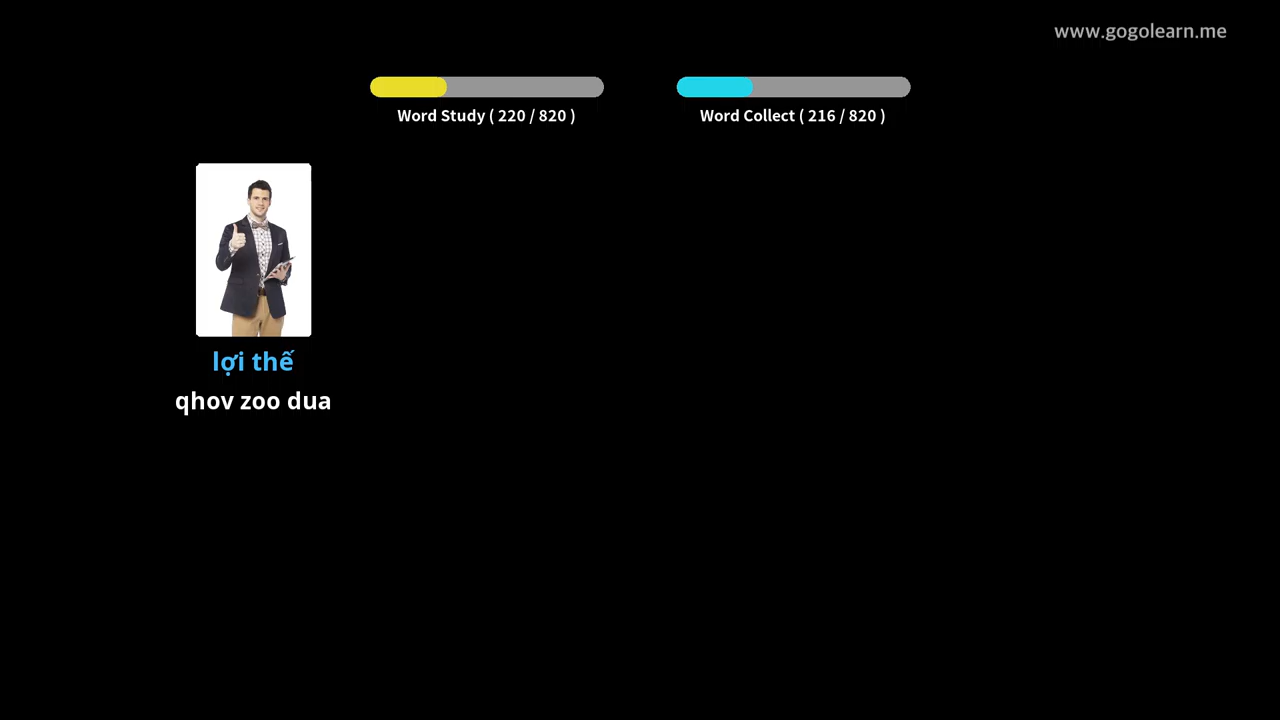 www.gogolearn.me
Word Study ( 220 / 820 )
Word Collect ( 216 / 820 )
lợi thế
qhov zoo dua